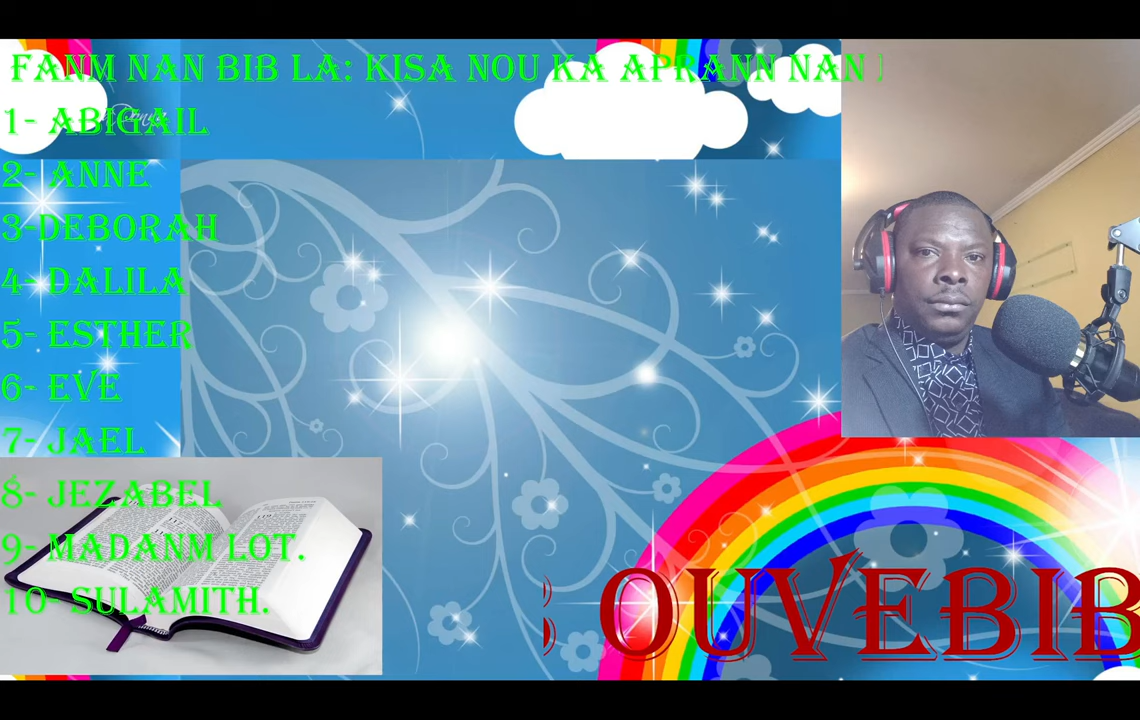 FANM NAN BIB LA: KISA NOU KA APRANN NAN
1- ABIGAIL
2- ANNE
3-DEBORAH
4- DALILA
5- ESTHER
6- EVE
7- JAEL
8- JEZABEL
9- MADANM LOT.
10- SULAMITH.
OUVEBIB